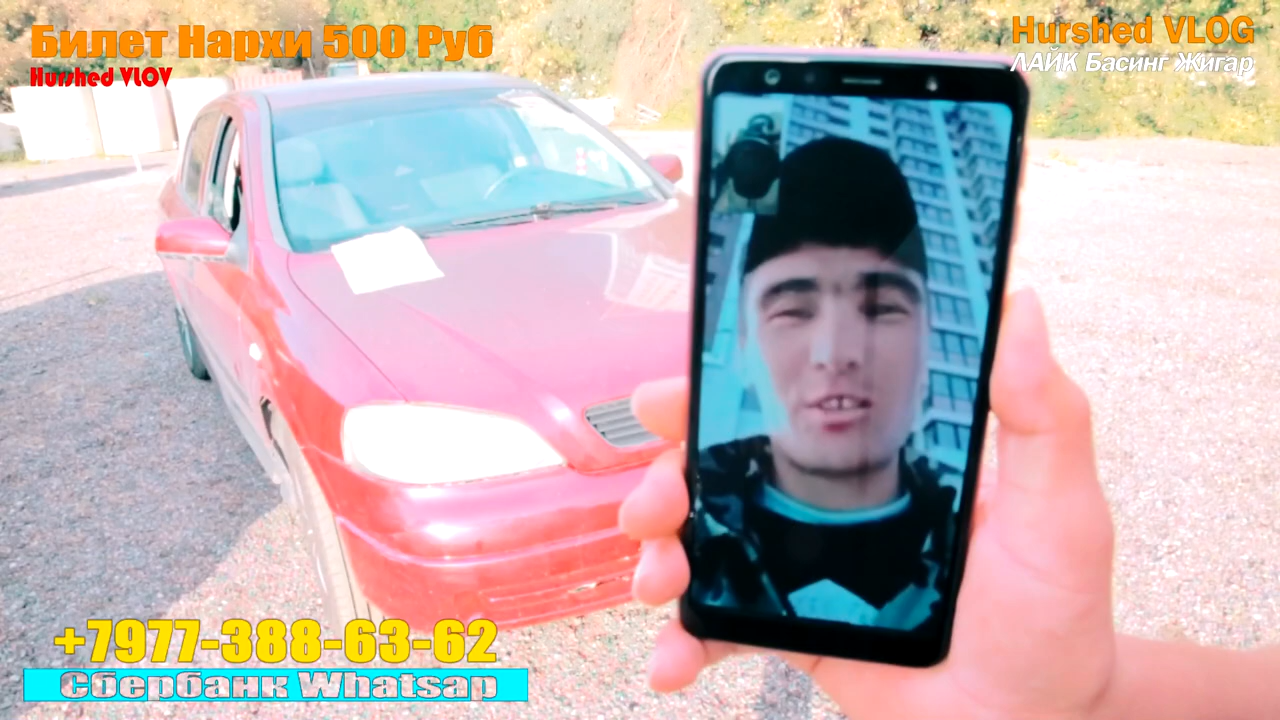 Билет Нархи 500 Руб
Hurshed VLOV
Hurshed VLOG
ЛАЙК Басинг Жигар
+7977-388-63-62
Сбербанк Whatsap